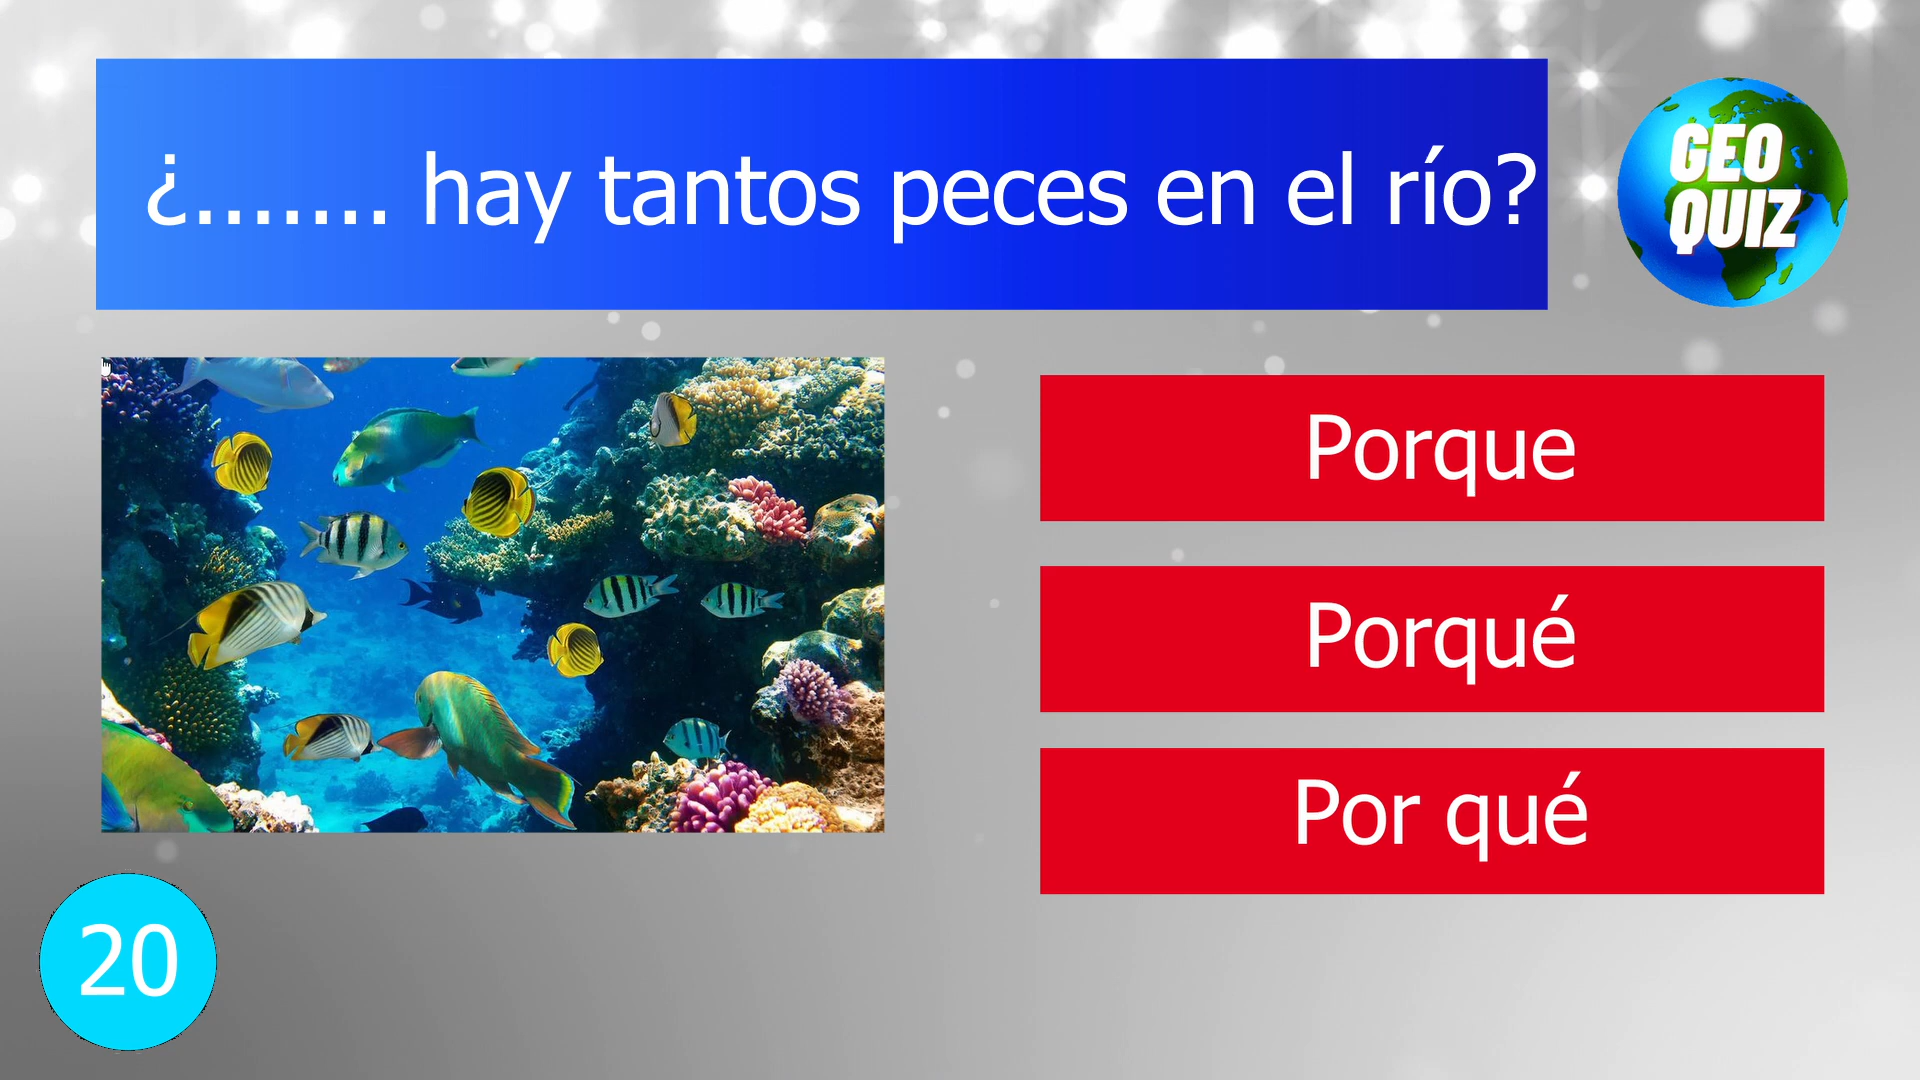 ¿....... hay tantos peces en el río?
GEO
QUIZ
Porque
Porqué
Por qué
20